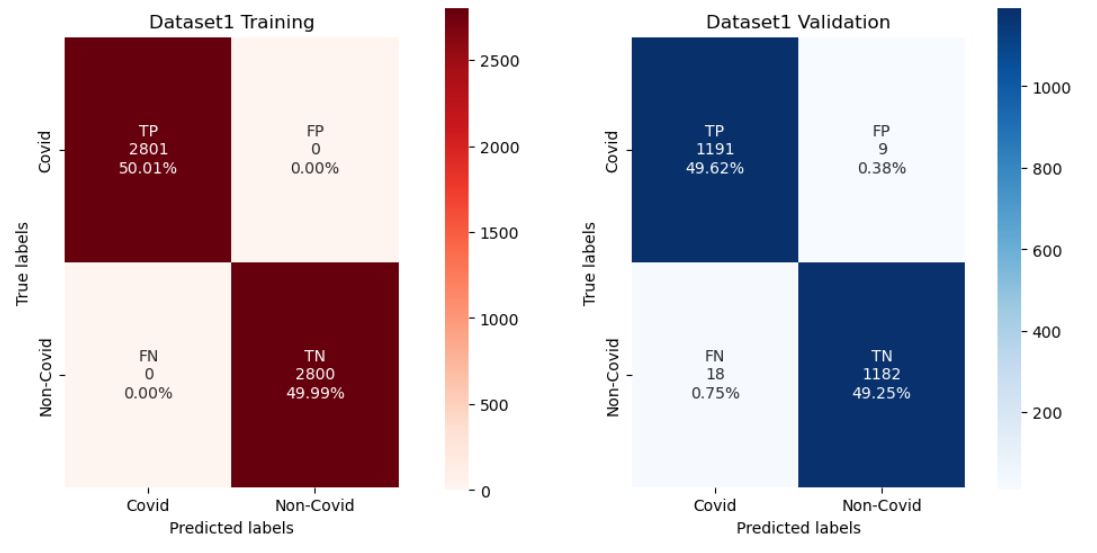 Dataset1 Training
True labels
Covid
Non-Covid
TP
2801
50.01%
FP
0
0.00%
FN
0
0.00%
TN
2800
49.99%
Covid
Non-Covid
Predicted labels
2500
2000
1500
1000
500
0
Dataset1 Validation
True labels
Covid
Non-Covid
TP
1191
49.62%
FP
9
0.38%
FN
18
0.75%
TN
1182
49.25%
Covid
Non-Covid
Predicted labels
1000
800
600
400
200